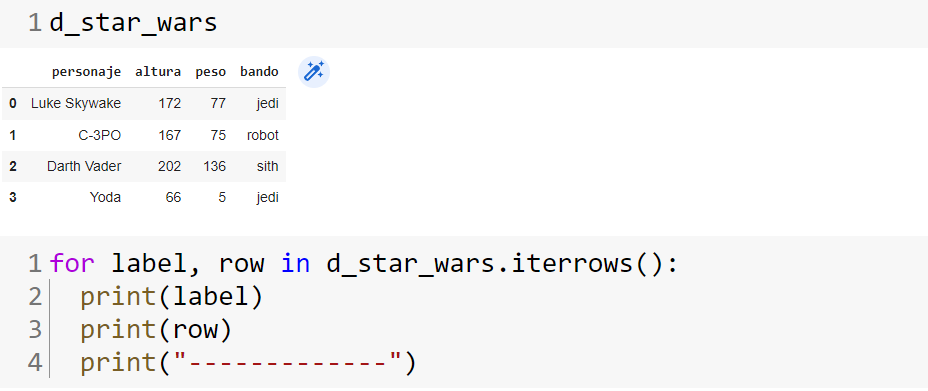 1 d_star_wars
personaje altura peso bando
0 Luke Skywake 172 77 jedi
1 C-3PO 167 75 robot
2 Darth Vader 202 136 sith
3 Yoda 66 5 jedi
1 for label, row in d_star_wars.iterrows():
2   print(label)
3   print(row)
4   print("-------------")